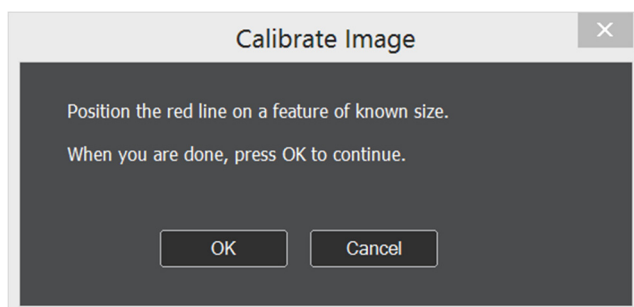 Calibrate Image
Position the red line on a feature of known size.
When you are done, press OK to continue.
OK
Cancel